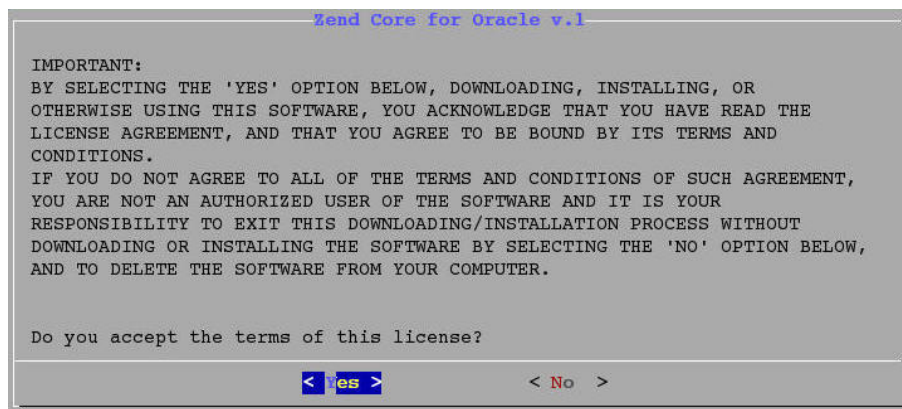 Zend Core for Oracle v.1
IMPORTANT:
BY SELECTING THE 'YES' OPTION BELOW, DOWNLOADING, INSTALLING, OR
OTHERWISE USING THIS SOFTWARE, YOU ACKNOWLEDGE THAT YOU HAVE READ THE
LICENSE AGREEMENT, AND THAT YOU AGREE TO BE BOUND BY ITS TERMS AND
CONDITIONS.
IF YOU DO NOT AGREE TO ALL OF THE TERMS AND CONDITIONS OF SUCH AGREEMENT,
YOU ARE NOT AN AUTHORIZED USER OF THE SOFTWARE AND IT IS YOUR
RESPONSIBILITY TO EXIT THIS DOWNLOADING/INSTALLATION PROCESS WITHOUT
DOWNLOADING OR INSTALLING THE SOFTWARE BY SELECTING THE 'NO' OPTION BELOW,
AND TO DELETE THE SOFTWARE FROM YOUR COMPUTER.
Do you accept the terms of this license?
< Yes > < No >